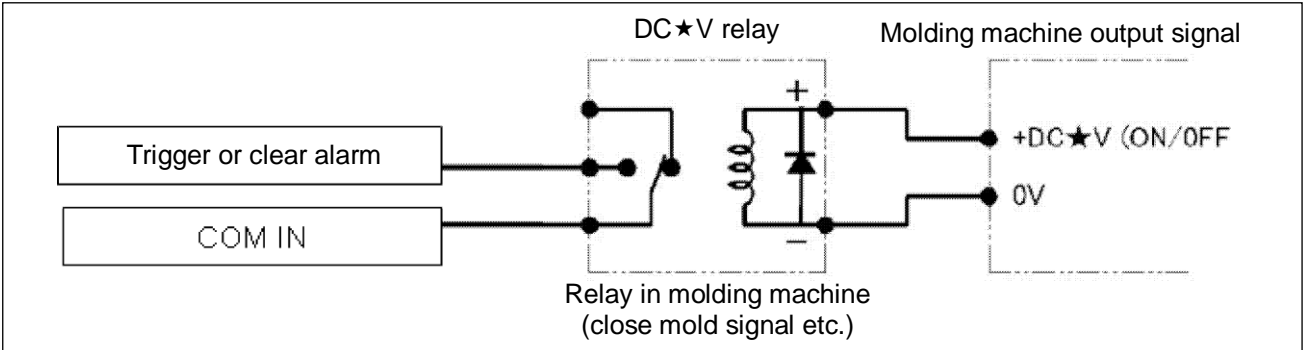 DC★V relay
Molding machine output signal
+
Trigger or clear alarm
+DC★V (ON/OFF
0V
COM IN
−
Relay in molding machine
(close mold signal etc.)